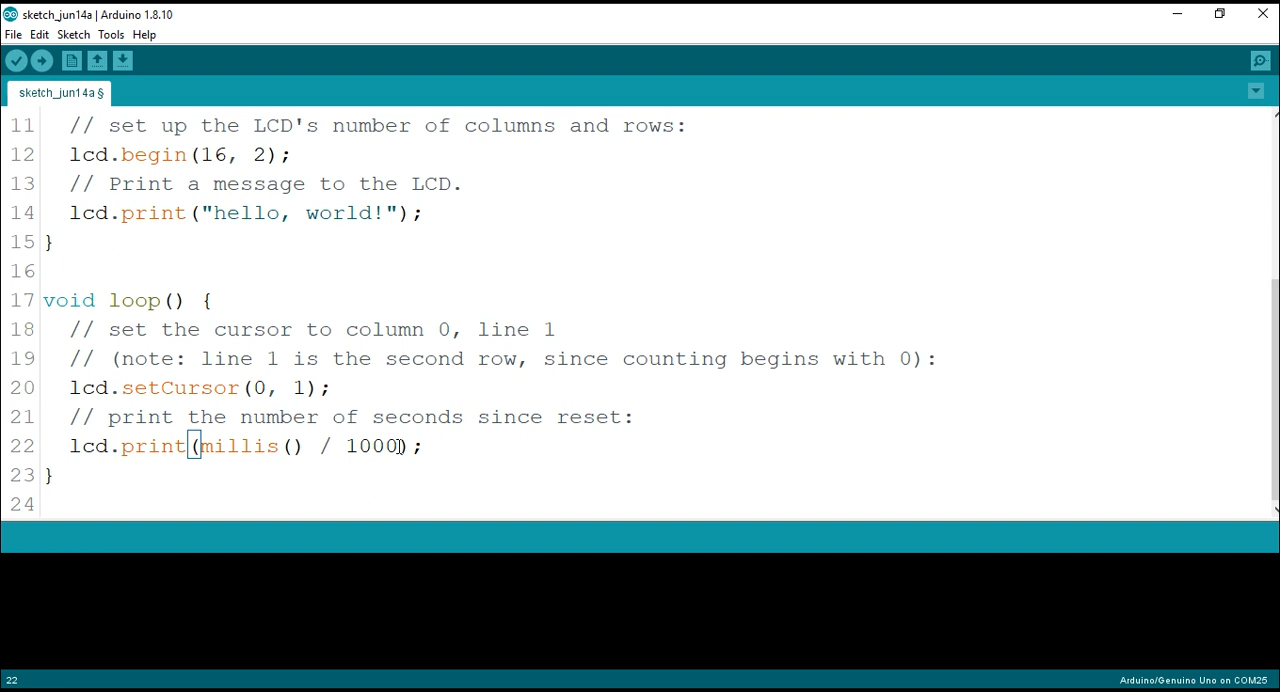 sketch_jun14a | Arduino 1.8.10
File Edit Sketch Tools Help
sketch_jun14a §
11 // set up the LCD's number of columns and rows:
12 lcd.begin(16, 2);
13 // Print a message to the LCD.
14 lcd.print("hello, world!");
15 }
16
17 void loop() {
18 // set the cursor to column 0, line 1
19 // (note: line 1 is the second row, since counting begins with 0):
20 lcd.setCursor(0, 1);
21 // print the number of seconds since reset:
22 lcd.print(millis() / 1000);
23 }
24
22 Arduino/Genuino Uno on COM25